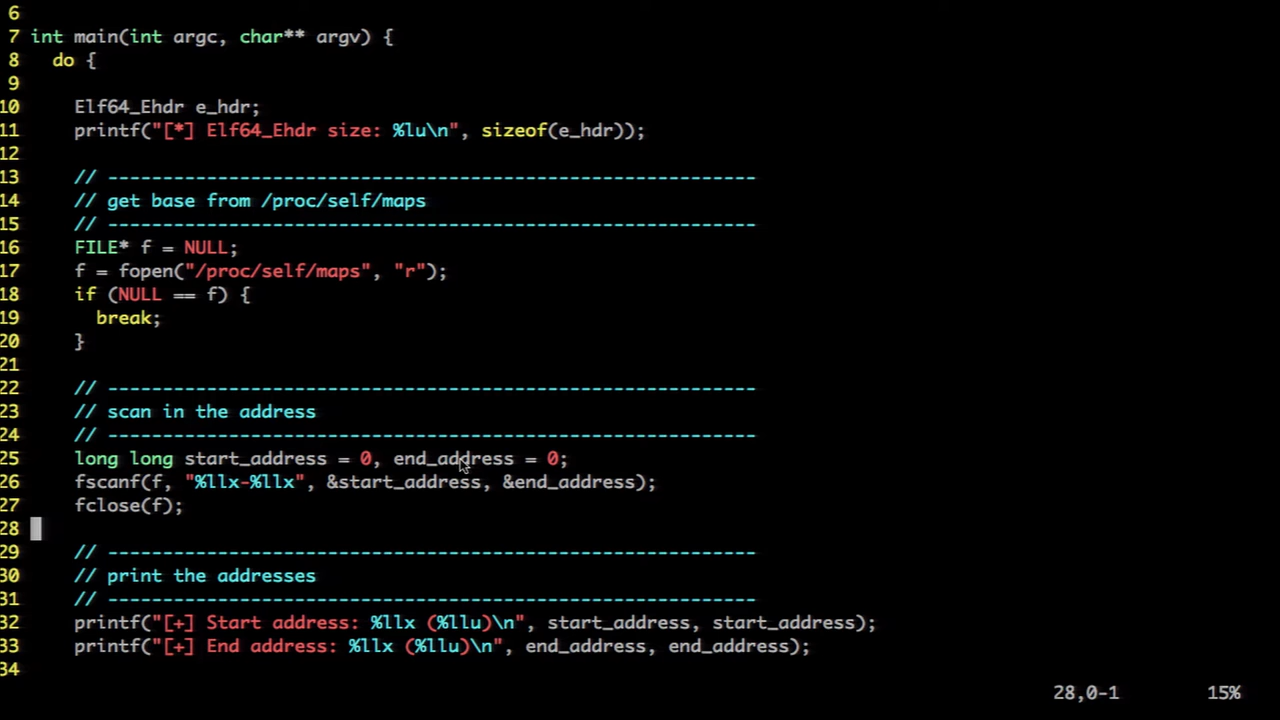 6
7 int main(int argc, char** argv) {
8   do {
9
10     Elf64_Ehdr e_hdr;
11     printf("[*] Elf64_Ehdr size: %lu\n", sizeof(e_hdr));
12
13     // -----------------------------------------------------------
14     // get base from /proc/self/maps
15     // -----------------------------------------------------------
16     FILE* f = NULL;
17     f = fopen("/proc/self/maps", "r");
18     if (NULL == f) {
19       break;
20     }
21
22     // -----------------------------------------------------------
23     // scan in the address
24     // -----------------------------------------------------------
25     long long start_address = 0, end_address = 0;
26     fscanf(f, "%llx-%llx", &start_address, &end_address);
27     fclose(f);
28
29     // -----------------------------------------------------------
30     // print the addresses
31     // -----------------------------------------------------------
32     printf("[+] Start address: %llx (%llu)\n", start_address, start_address);
33     printf("[+] End address: %llx (%llu)\n", end_address, end_address);
34
28,0-1 15%